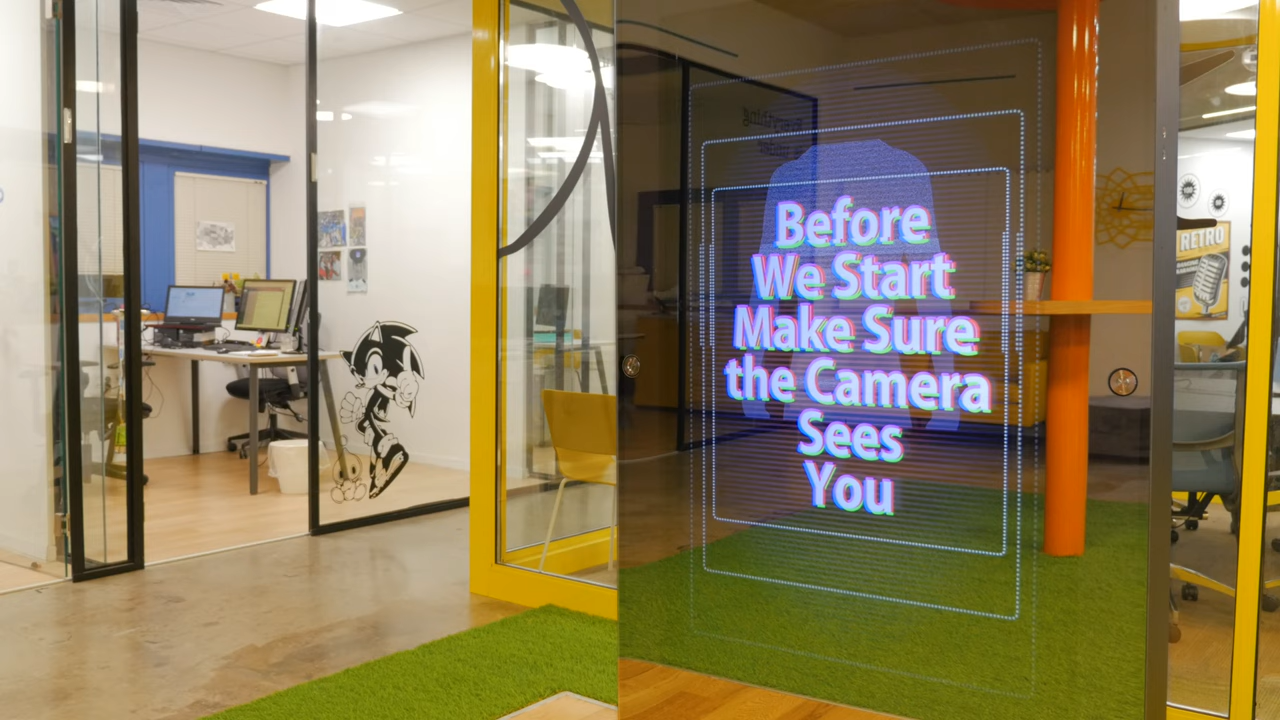 Before
We Start
Make Sure
the Camera
Sees
You
RETRO